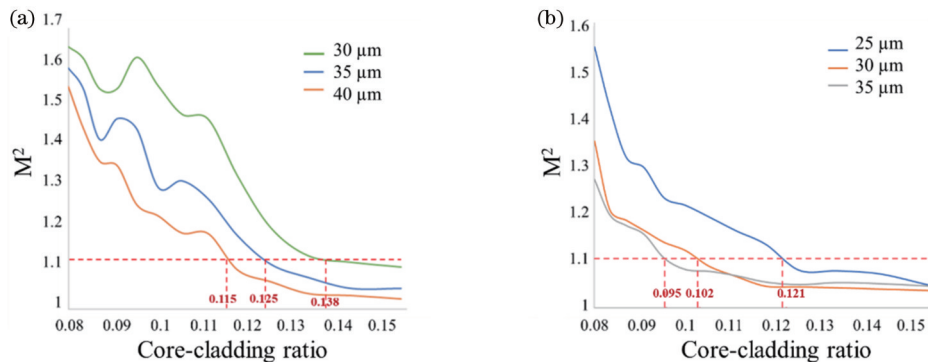 (a)
1.7
1.6
1.5
1.4
1.3
1.2
1.1
1
M²
30 µm
35 µm
40 µm
0.115
0.125
0.138
0.08 0.09 0.10 0.11 0.12 0.13 0.14 0.15
Core-cladding ratio
(b)
1.6
1.5
1.4
1.3
1.2
1.1
1
M²
25 µm
30 µm
35 µm
0.095
0.102
0.121
0.08 0.09 0.1 0.11 0.12 0.13 0.14 0.15
Core-cladding ratio